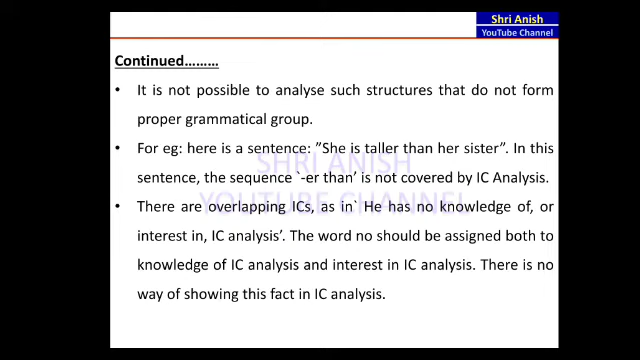 Shri Anish
YouTube Channel
Continued………
• It is not possible to analyse such structures that do not form
proper grammatical group.
• For eg: here is a sentence: ”She is taller than her sister”. In this
sentence, the sequence `-er than’ is not covered by IC Analysis.
• There are overlapping ICs, as in` He has no knowledge of, or
interest in, IC analysis’. The word no should be assigned both to
knowledge of IC analysis and interest in IC analysis. There is no
way of showing this fact in IC analysis.
SHRI ANISH
YOUTUBE CHANNEL